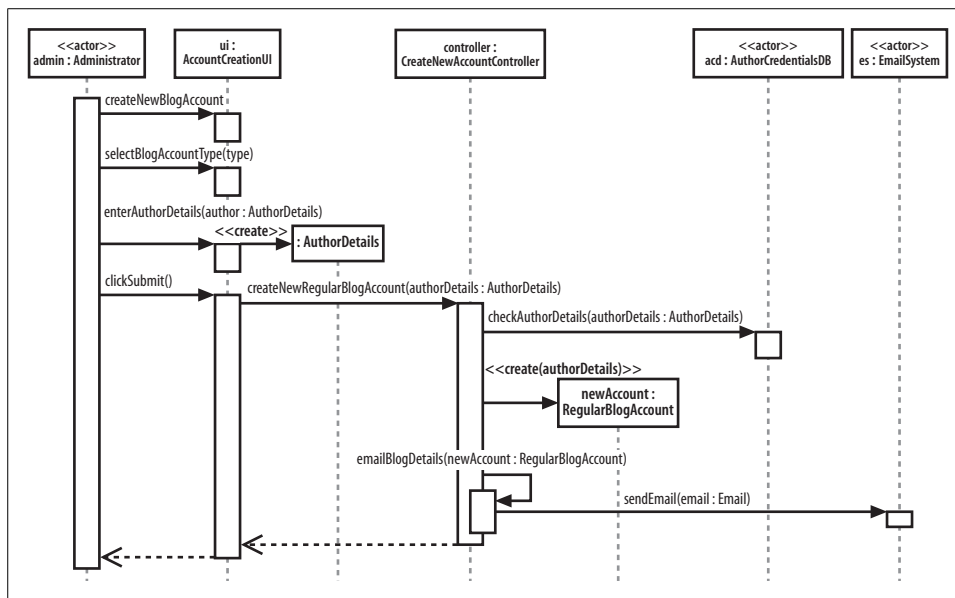 <<actor>>
admin : Administrator
ui :
AccountCreationUI
controller :
CreateNewAccountController
<<actor>>
acd : AuthorCredentialsDB
<<actor>>
es : EmailSystem
createNewBlogAccount
selectBlogAccountType(type)
enterAuthorDetails(author : AuthorDetails)
<<create>>
: AuthorDetails
clickSubmit()
createNewRegularBlogAccount(authorDetails : AuthorDetails)
checkAuthorDetails(authorDetails : AuthorDetails)
<<create(authorDetails)>>
newAccount :
RegularBlogAccount
emailBlogDetails(newAccount : RegularBlogAccount)
sendEmail(email : Email)